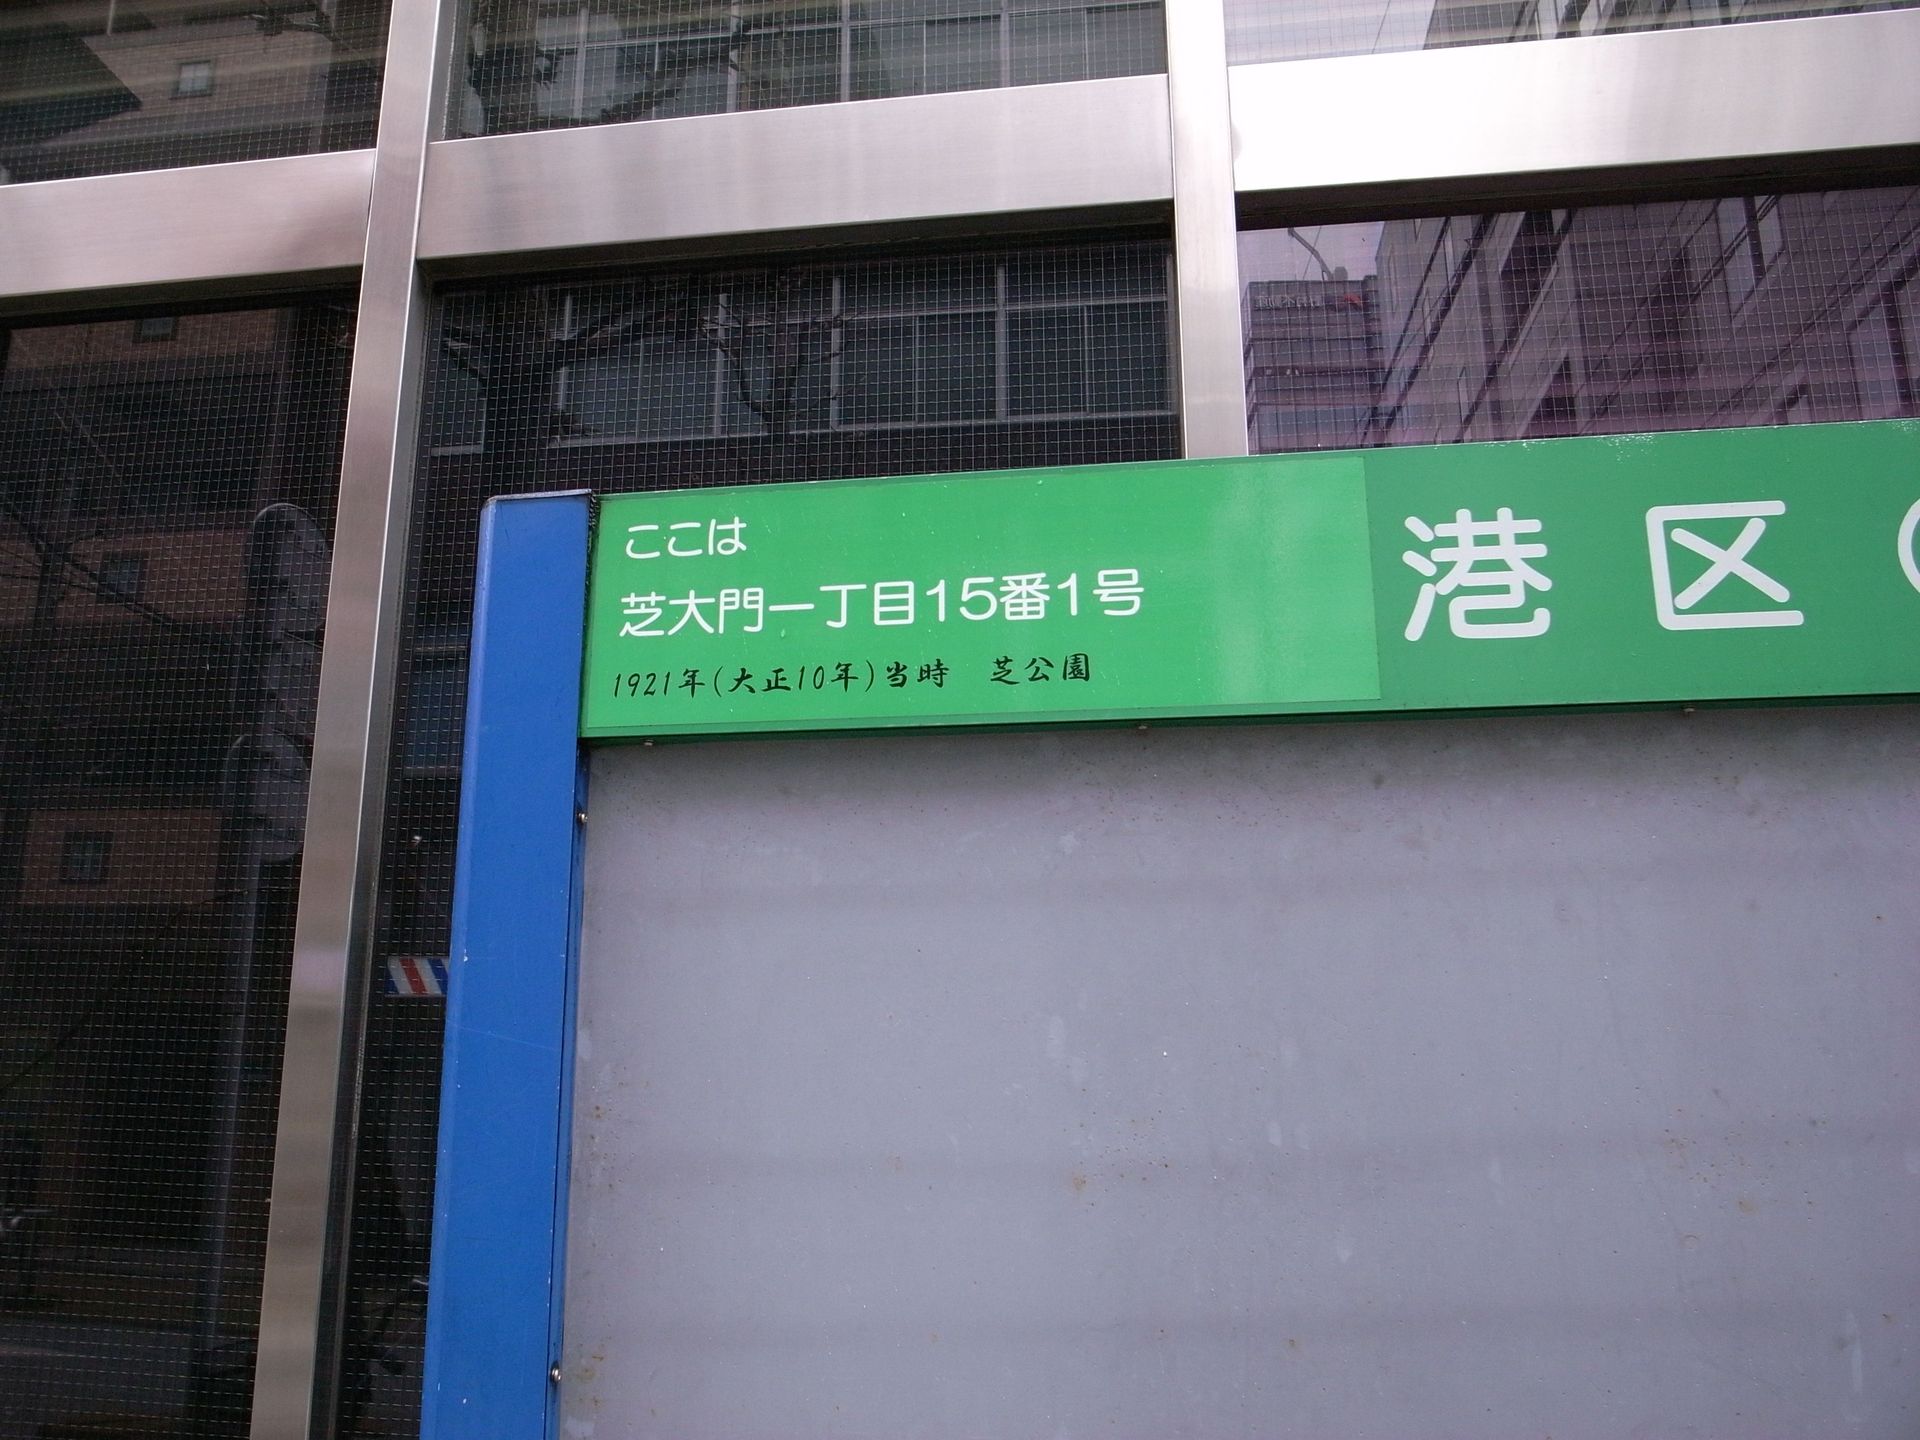 ここは
芝大門一丁目15番1号
1921年(大正10年)当時　芝公園
港区